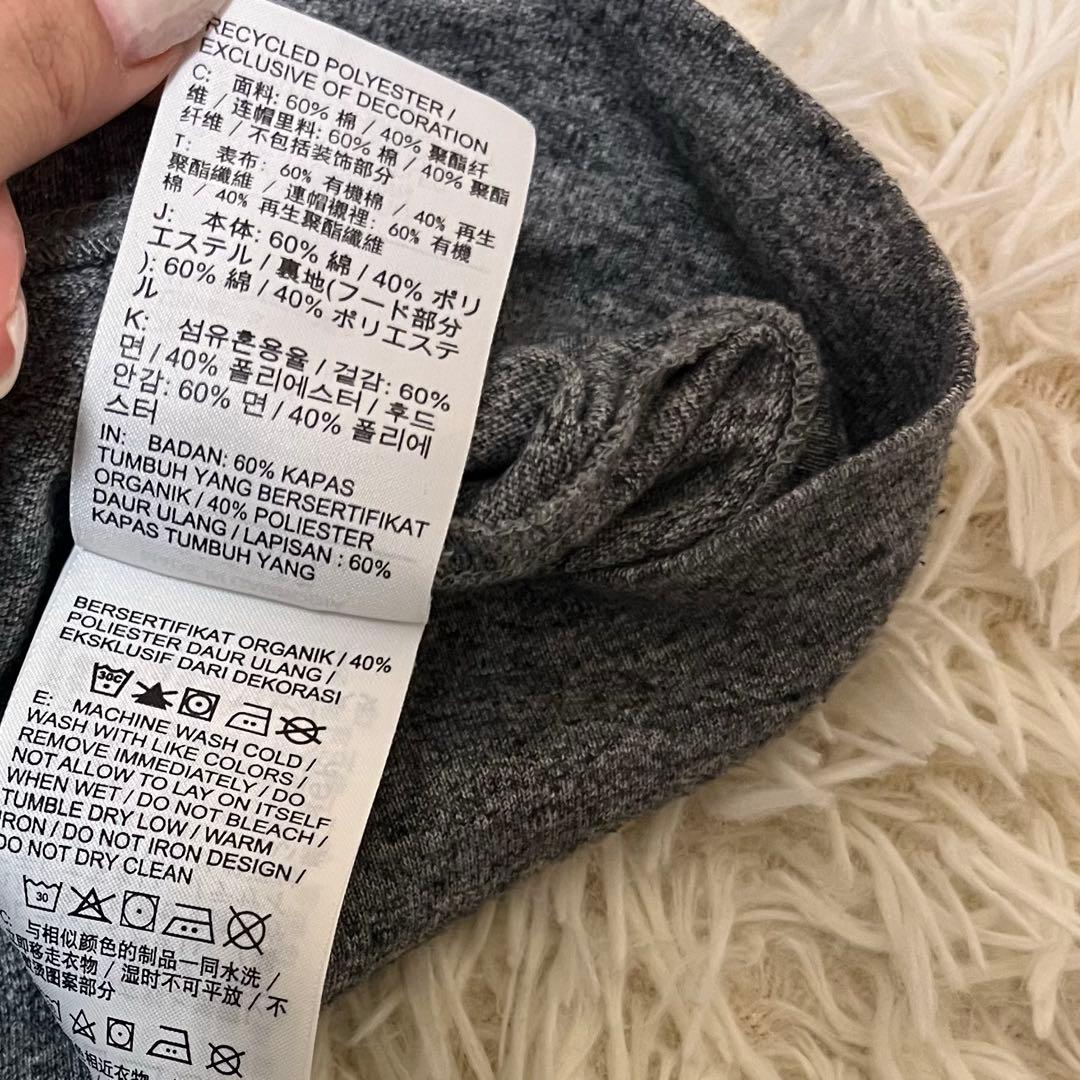 RECYCLED POLYESTER /
EXCLUSIVE OF DECORATION
C: 面料: 60% 棉 / 40% 聚酯纤
维 / 连帽里料: 60% 棉 / 40% 聚酯
纤维 / 不包括装饰部分
T: 表布: 60% 有機棉 / 40% 再生
聚酯纖維 / 連帽襯裡: 60% 有機
棉 / 40% 再生聚酯纖維
J: 本体: 60% 綿 / 40% ポリ
エステル / 裏地(フード部分
): 60% 綿 / 40% ポリエステ
ル
K: 섬유혼용율 / 겉감: 60%
면 / 40% 폴리에스터 / 후드
안감: 60% 면 / 40% 폴리에
스터
IN: BADAN: 60% KAPAS
TUMBUH YANG BERSERTIFIKAT
ORGANIK / 40% POLIESTER
DAUR ULANG / LAPISAN : 60%
KAPAS TUMBUH YANG
BERSERTIFIKAT ORGANIK / 40%
POLIESTER DAUR ULANG /
EKSKLUSIF DARI DEKORASI
30C
E: MACHINE WASH COLD /
WASH WITH LIKE COLORS /
REMOVE IMMEDIATELY / DO
NOT ALLOW TO LAY ON ITSELF
WHEN WET / DO NOT BLEACH /
TUMBLE DRY LOW / WARM
IRON / DO NOT IRON DESIGN /
DO NOT DRY CLEAN
30
C: 与相似颜色的制品一同水洗 /
立即移走衣物 / 湿时不可平放 / 不
熨烫图案部分
相近衣物